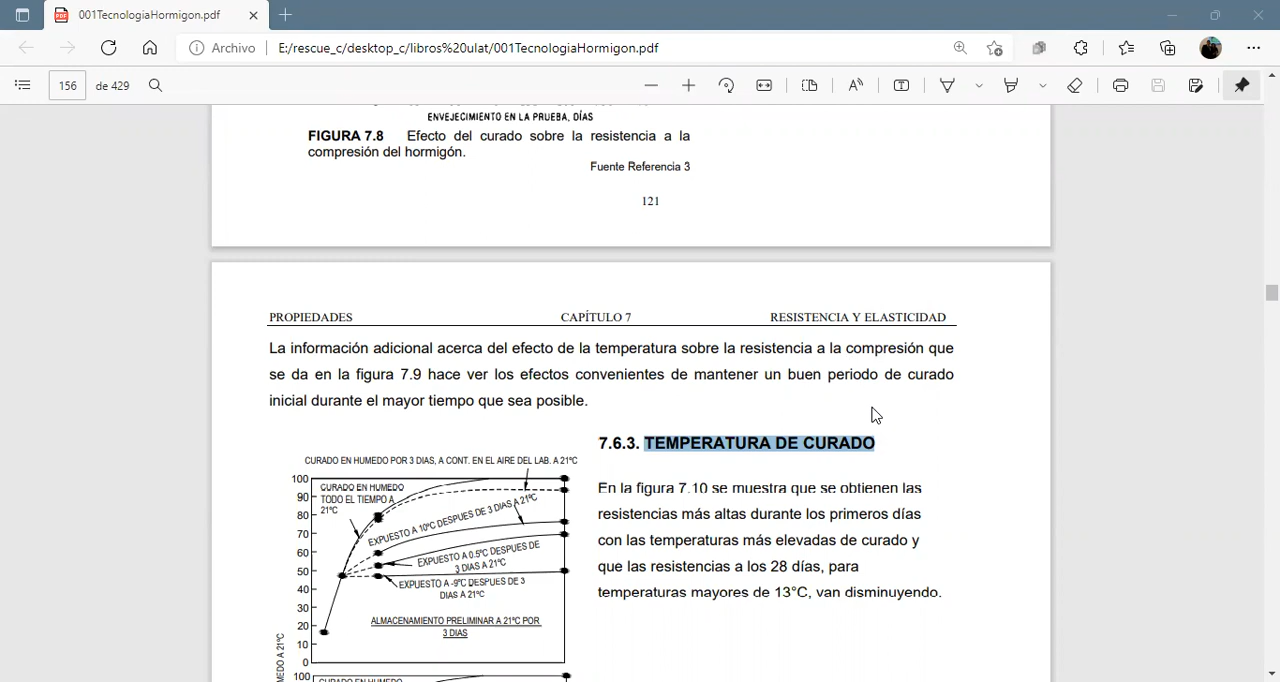 001TecnologiaHormigon.pdf
Archivo
E:/rescue_c/desktop_c/libros%20ulat/001TecnologiaHormigon.pdf
156
de 429
ENVEJECIMIENTO EN LA PRUEBA, DÍAS
FIGURA 7.8 Efecto del curado sobre la resistencia a la
compresión del hormigón.
Fuente Referencia 3
121
PROPIEDADES
CAPÍTULO 7
RESISTENCIA Y ELASTICIDAD
La información adicional acerca del efecto de la temperatura sobre la resistencia a la compresión que
se da en la figura 7.9 hace ver los efectos convenientes de mantener un buen periodo de curado
inicial durante el mayor tiempo que sea posible.
7.6.3. TEMPERATURA DE CURADO
En la figura 7.10 se muestra que se obtienen las
resistencias más altas durante los primeros días
con las temperaturas más elevadas de curado y
que las resistencias a los 28 días, para
temperaturas mayores de 13°C, van disminuyendo.
CURADO EN HUMEDO POR 3 DIAS, A CONT. EN EL AIRE DEL LAB. A 21ºC
100
90
80
70
60
50
40
30
20
10
0
CURADO EN HUMEDO
TODO EL TIEMPO A
21ºC
EXPUESTO A 10ºC DESPUES DE 3 DIAS A 21ºC
EXPUESTO A 0.5ºC DESPUES DE
3 DIAS A 21ºC
EXPUESTO A -9ºC DESPUES DE 3
DIAS A 21ºC
ALMACENAMIENTO PRELIMINAR A 21ºC POR
3 DIAS
MEDO A 21ºC
100
CURADO EN HUMEDO